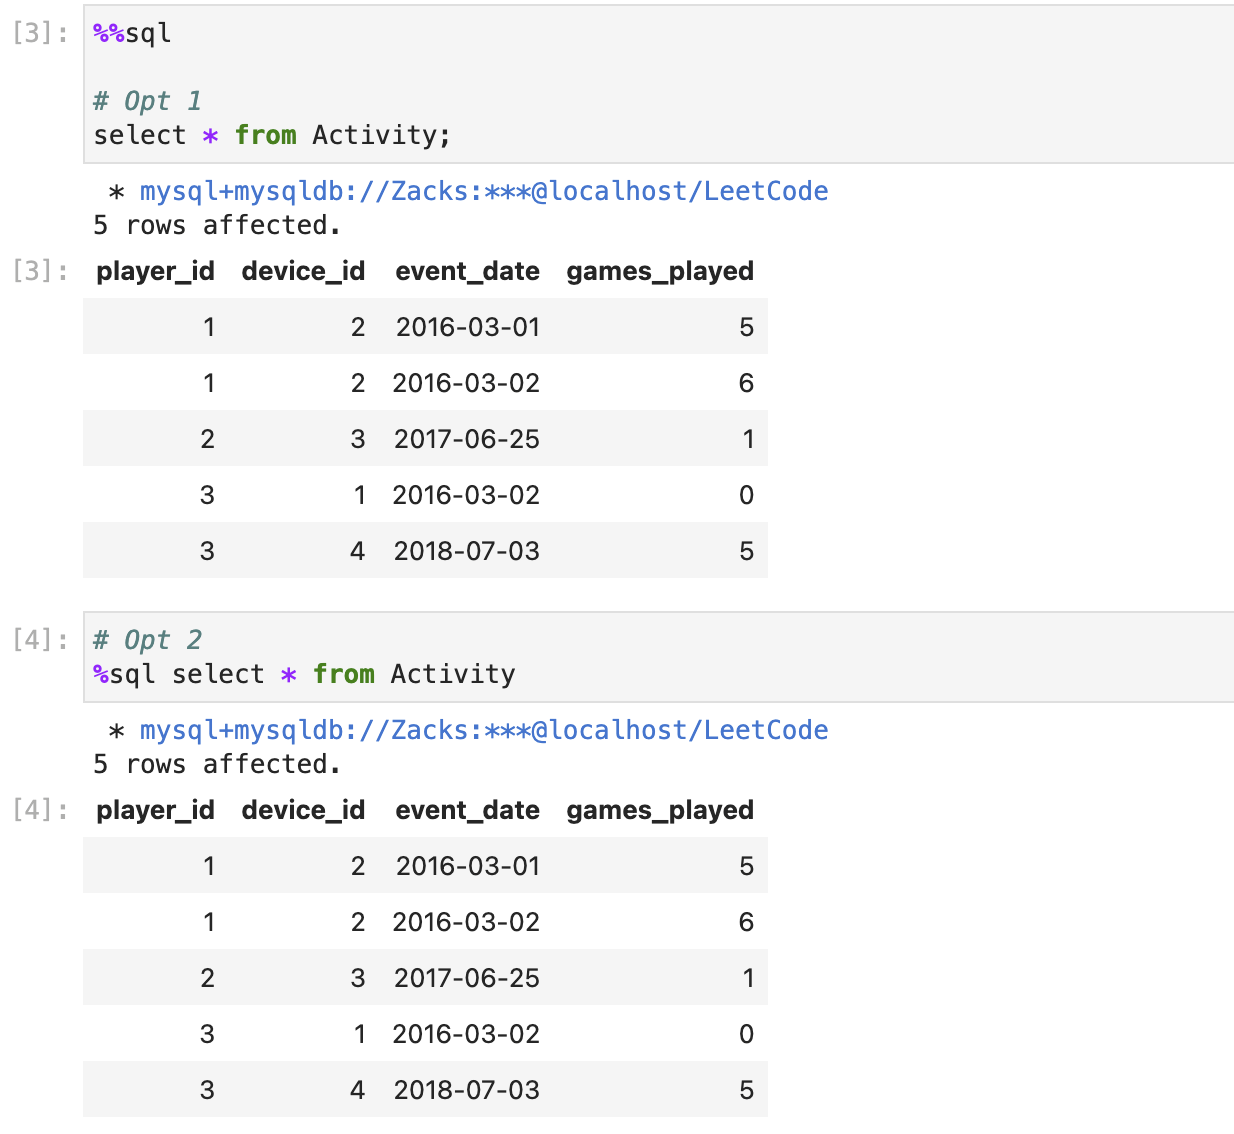 [3]: %%sql
# Opt 1
select * from Activity;
* mysql+mysqldb://Zacks:***@localhost/LeetCode
5 rows affected.
[3]: player_id device_id event_date games_played
1 2 2016-03-01 5
1 2 2016-03-02 6
2 3 2017-06-25 1
3 1 2016-03-02 0
3 4 2018-07-03 5
[4]: # Opt 2
%sql select * from Activity
* mysql+mysqldb://Zacks:***@localhost/LeetCode
5 rows affected.
[4]: player_id device_id event_date games_played
1 2 2016-03-01 5
1 2 2016-03-02 6
2 3 2017-06-25 1
3 1 2016-03-02 0
3 4 2018-07-03 5